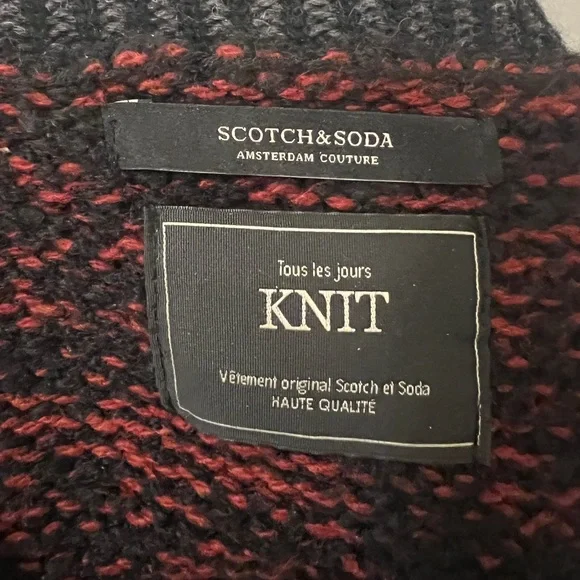 SCOTCH&SODA
AMSTERDAM COUTURE
Tous les jours
KNIT
Vêtement original Scotch et Soda
HAUTE QUALITÉ